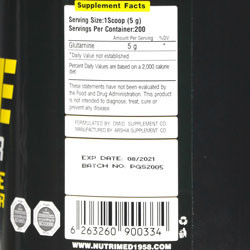 Supplement Facts
Serving Size:1Scoop (5 g)
Servings Per Container:200
Amount Per Serving %DV
Glutamine 5 g *
*Daily Value not established.
Percent Daily Values are based on a 2,000 calorie
diet.
These statements have not been evaluated by
the Food and Drug Administration. This product
is not intended to diagnose, treat, cure or
prevent any disease.
FORMULATED BY SUPPLEMENT CO
MANUFACTURED BY SUPPLEMENT CO
EXP DATE: 08/2021
BATCH NO: PGS2005
6 263260 900334
WWW.NUTRIMED1958.COM